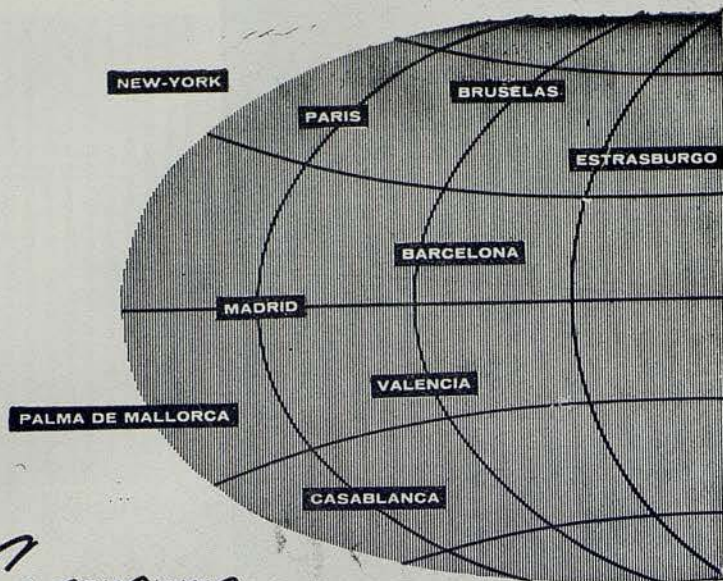 NEW-YORK
BRUSELAS
PARIS
ESTRASBURGO
BARCELONA
MADRID
VALENCIA
PALMA DE MALLORCA
CASABLANCA